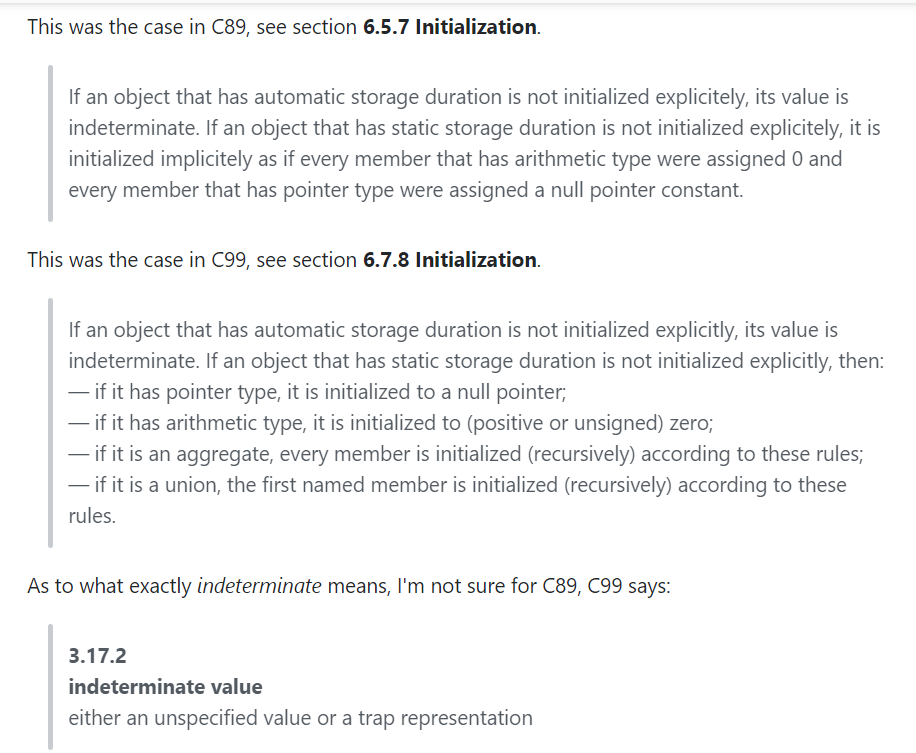 This was the case in C89, see section 6.5.7 Initialization.
If an object that has automatic storage duration is not initialized explicitely, its value is
indeterminate. If an object that has static storage duration is not initialized explicitely, it is
initialized implicitely as if every member that has arithmetic type were assigned 0 and
every member that has pointer type were assigned a null pointer constant.
This was the case in C99, see section 6.7.8 Initialization.
If an object that has automatic storage duration is not initialized explicitly, its value is
indeterminate. If an object that has static storage duration is not initialized explicitly, then:
— if it has pointer type, it is initialized to a null pointer;
— if it has arithmetic type, it is initialized to (positive or unsigned) zero;
— if it is an aggregate, every member is initialized (recursively) according to these rules;
— if it is a union, the first named member is initialized (recursively) according to these
rules.
As to what exactly indeterminate means, I'm not sure for C89, C99 says:
3.17.2
indeterminate value
either an unspecified value or a trap representation